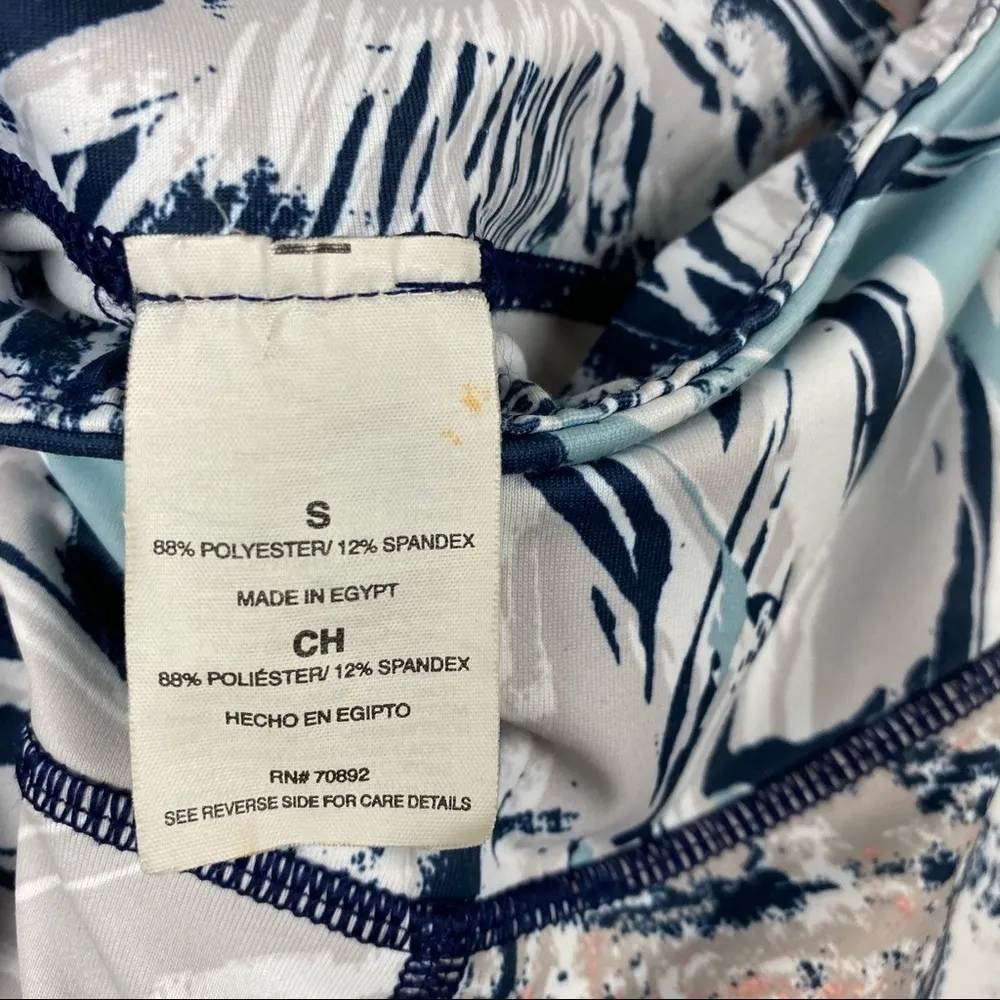 S
88% POLYESTER/ 12% SPANDEX
MADE IN EGYPT
CH
88% POLIÉSTER/ 12% SPANDEX
HECHO EN EGIPTO
RN# 70892
SEE REVERSE SIDE FOR CARE DETAILS